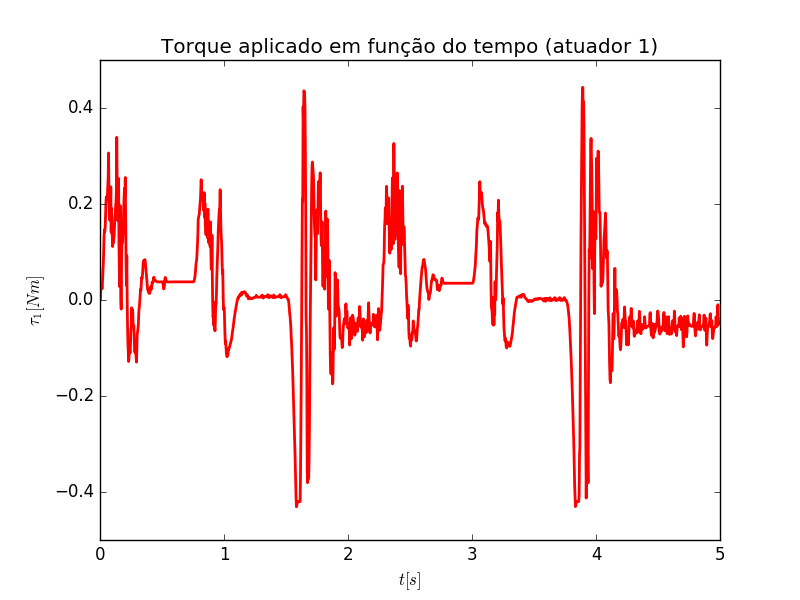 Torque aplicado em função do tempo (atuador 1)
0.4
0.2
0.0
−0.2
−0.4
τ₁[Nm]
0 1 2 3 4 5
t[s]